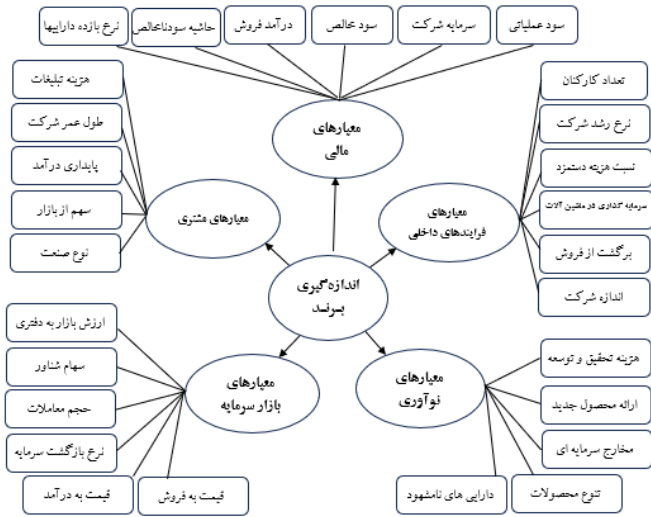 سود عملیاتی
سرمایه شرکت
سود خالص
درآمد فروش
حاشیه سودناخالص
نرخ بازده داراییها
معیارهای
مالی
تعداد کارکنان
نرخ رشد شرکت
نسبت هزینه دستمزد
سرمایه گذاری در ماشین آلات
برگشت از فروش
اندازه شرکت
معیارهای
فرایندهای داخلی
هزینه تبلیغات
طول عمر شرکت
پایداری درآمد
سهم از بازار
نوع صنعت
معیارهای مشتری
اندازه‌گیری
برند
ارزش بازار به دفتری
سهام شناور
حجم معاملات
نرخ بازگشت سرمایه
قیمت به درآمد
قیمت به فروش
معیارهای
بازار سرمایه
معیارهای
نوآوری
هزینه تحقیق و توسعه
ارائه محصول جدید
مخارج سرمایه ای
تنوع محصولات
دارایی های نامشهود